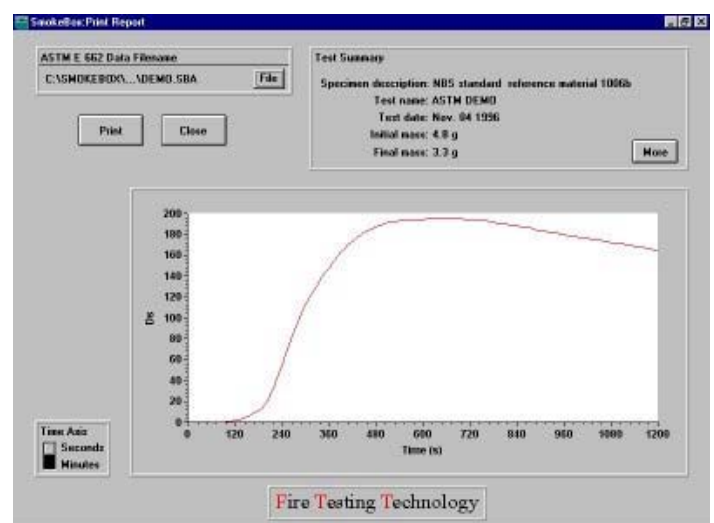 SmokeBox:Print Report
ASTM E 662 Data Filename
C:\SMOKEBOX\...\DEMO.SBA
File
Print
Close
Test Summary
Specimen description: NBS standard reference material 1006b
Test name: ASTM DEMO
Test date: Nov. 04 1996
Initial mass: 4.8 g
Final mass: 3.3 g
More
200
180
160
140
120
100
80
60
40
20
0
Ds
0 120 240 360 480 600 720 840 960 1080 1200
Time (s)
Time Axis
Seconds
Minutes
Fire Testing Technology